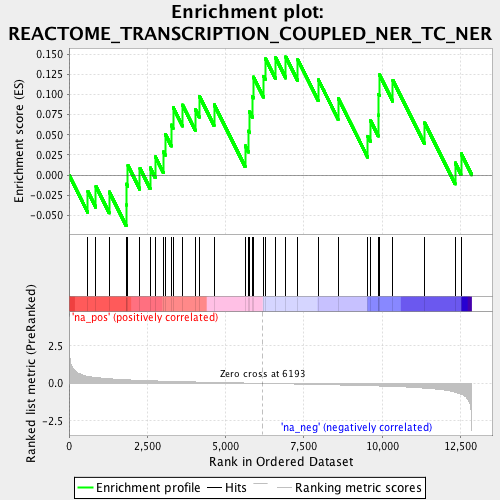 Enrichment plot:
REACTOME_TRANSCRIPTION_COUPLED_NER_TC_NER
Enrichment score (ES)
0.150
0.125
0.100
0.075
0.050
0.025
0.000
-0.025
-0.050
'na_pos' (positively correlated)
Ranked list metric (PreRanked)
2.5
0.0
-2.5
Zero cross at 6193
'na_neg' (negatively correlated)
0
2,500
5,000
7,500
10,000
12,500
Rank in Ordered Dataset
Enrichment profile
Hits
Ranking metric scores